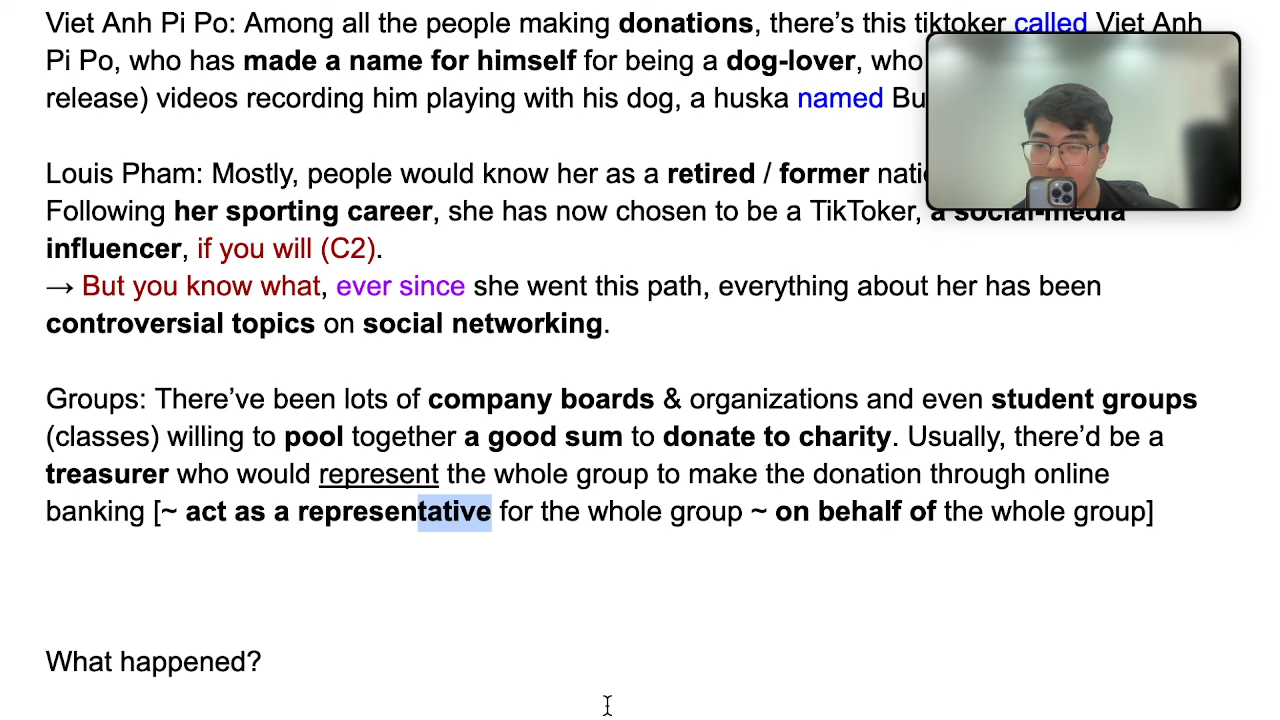 Viet Anh Pi Po: Among all the people making donations, there’s this tiktoker called Viet Anh
Pi Po, who has made a name for himself for being a dog-lover, who
release) videos recording him playing with his dog, a huska named Bu
Louis Pham: Mostly, people would know her as a retired / former nati
Following her sporting career, she has now chosen to be a TikToker, a social-media
influencer, if you will (C2).
→ But you know what, ever since she went this path, everything about her has been
controversial topics on social networking.
Groups: There’ve been lots of company boards & organizations and even student groups
(classes) willing to pool together a good sum to donate to charity. Usually, there’d be a
treasurer who would represent the whole group to make the donation through online
banking [~ act as a representative for the whole group ~ on behalf of the whole group]
What happened?